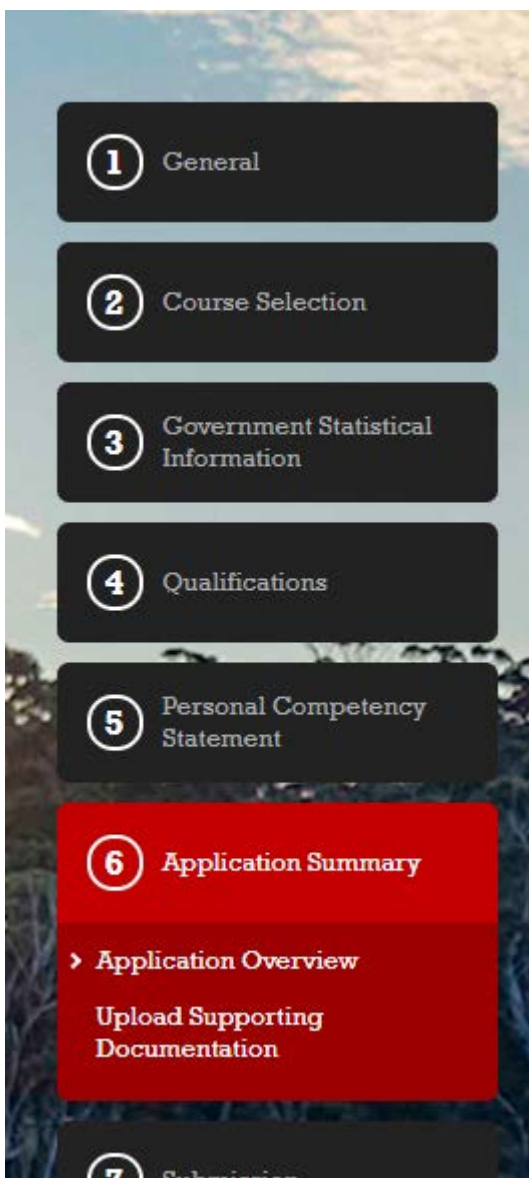 1 General
2 Course Selection
3 Government Statistical
Information
4 Qualifications
5 Personal Competency
Statement
6 Application Summary
Application Overview
Upload Supporting
Documentation
7 Submission